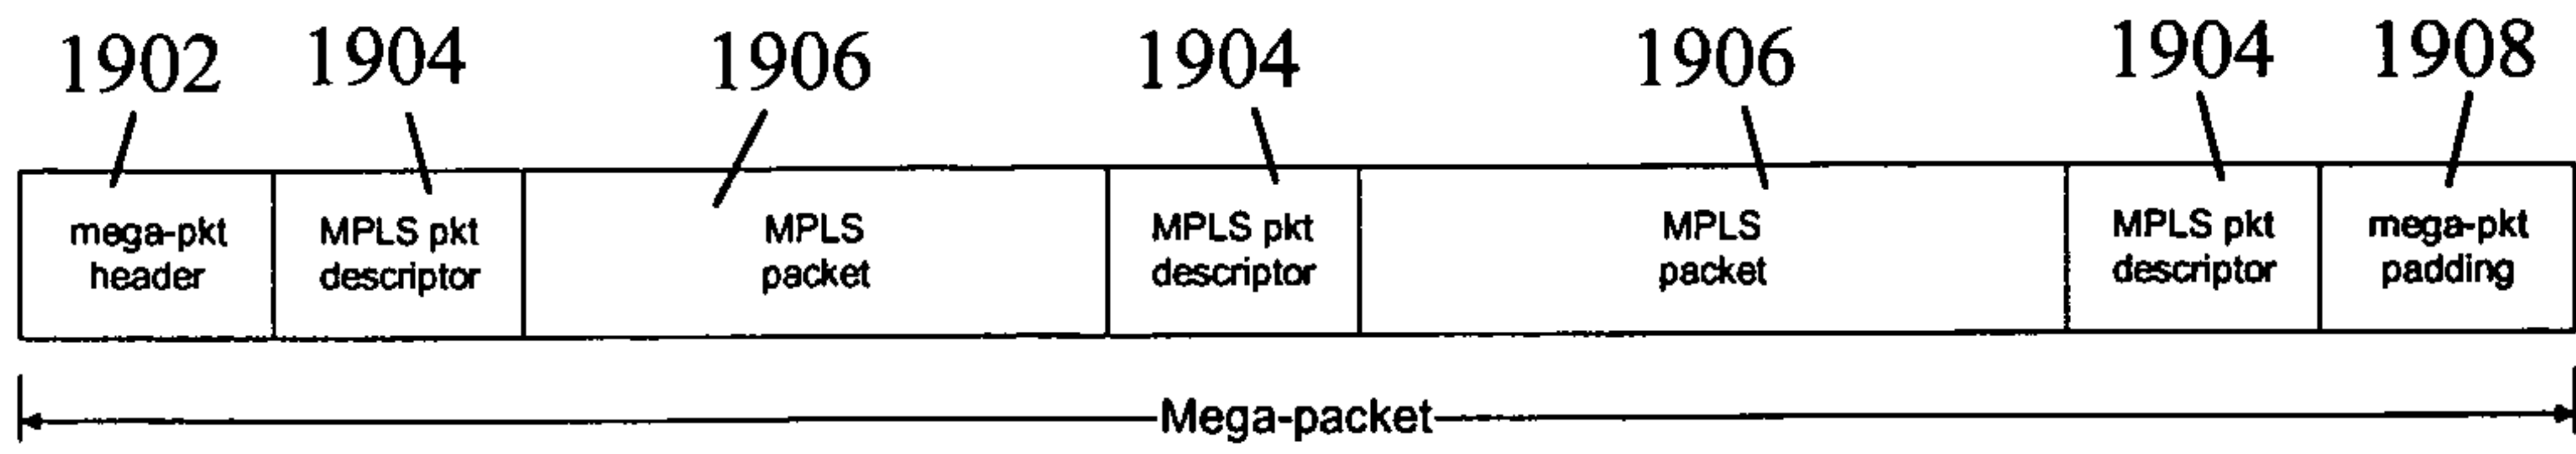 1902 1904 1906 1904 1906 1904 1908
mega-pkt MPLS pkt MPLS MPLS pkt MPLS MPLS pkt mega-pkt
header descriptor packet descriptor packet descriptor padding
Mega-packet